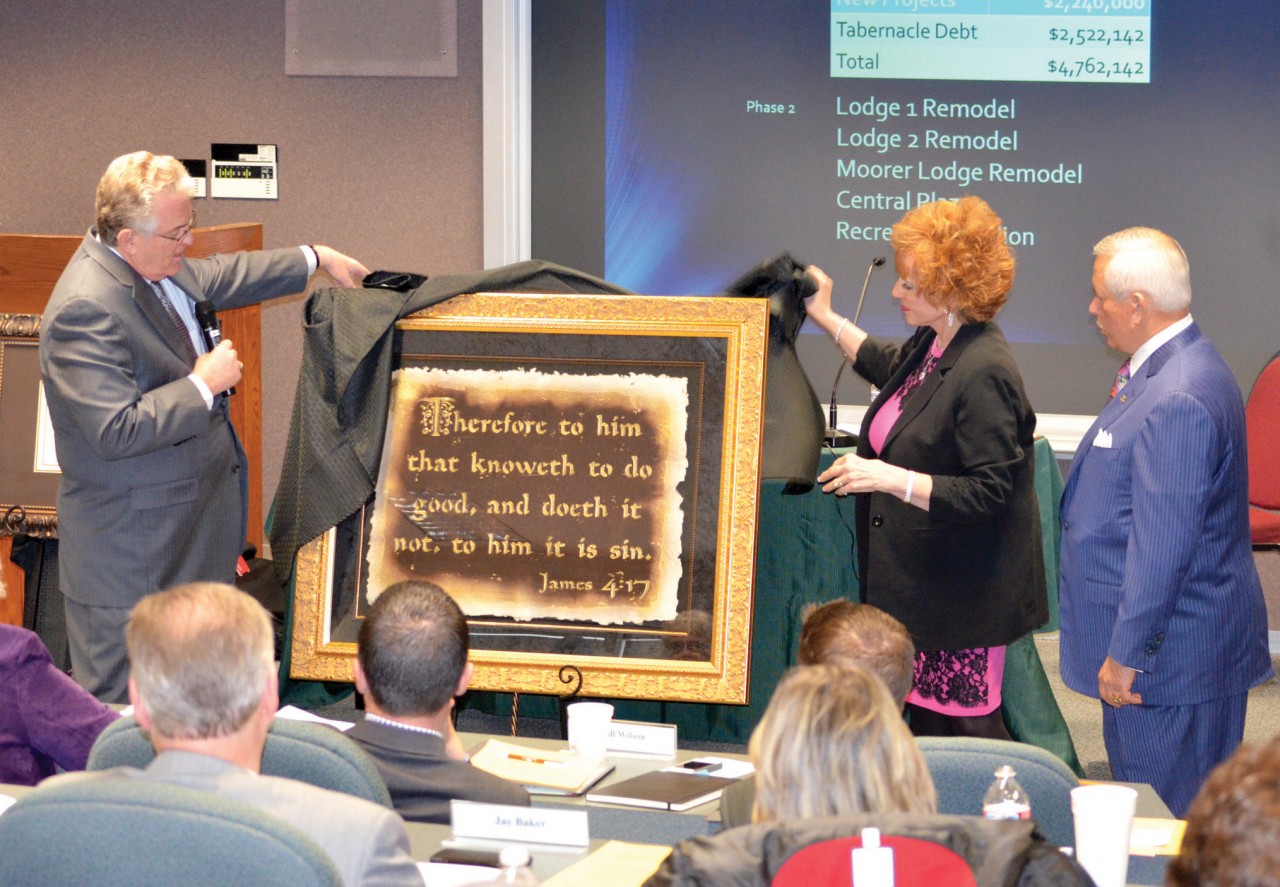 New Projects $2,240,000
Tabernacle Debt $2,522,142
Total $4,762,142
Phase 2 Lodge 1 Remodel
Lodge 2 Remodel
Moorer Lodge Remodel
Central
Therefore to him
that knoweth to do
good, and doeth it
not, to him it is sin.
James 4:17
Wilson
Jay Baker